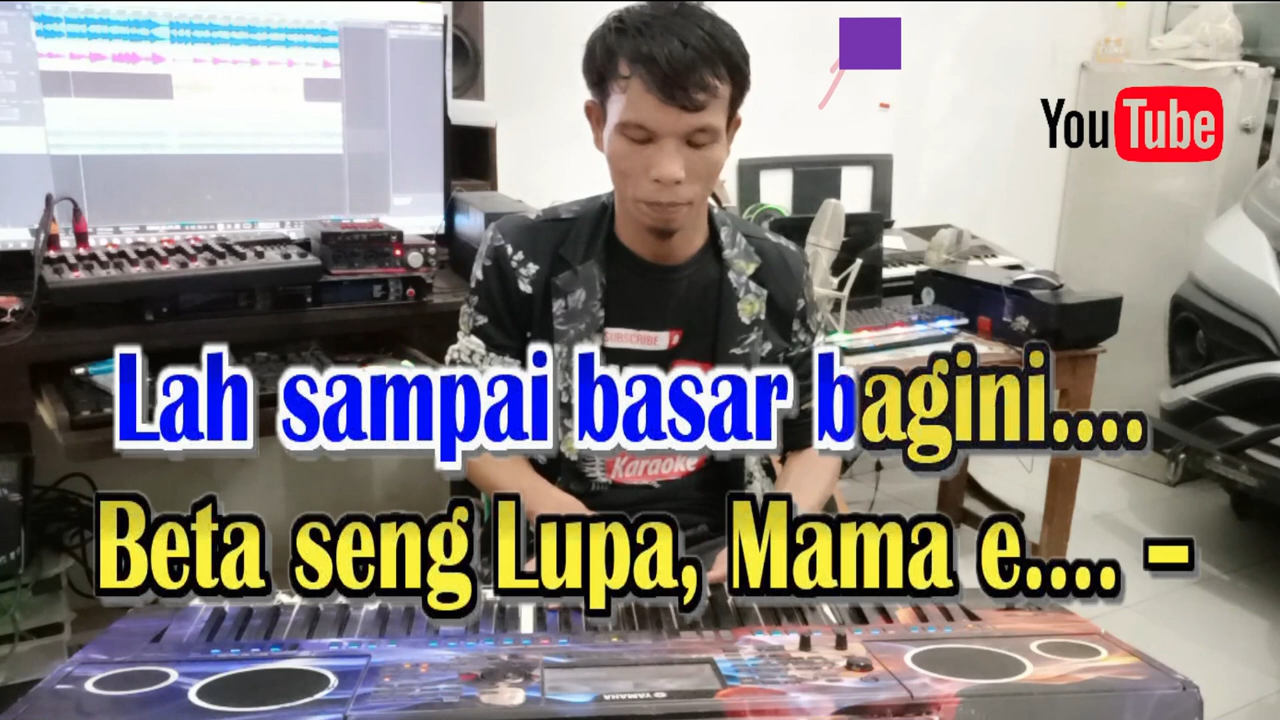 YouTube
SUBSCRIBE
Lah sampai basar bagini....
Karaoke
Beta seng Lupa, Mama e.... –
YAMAHA